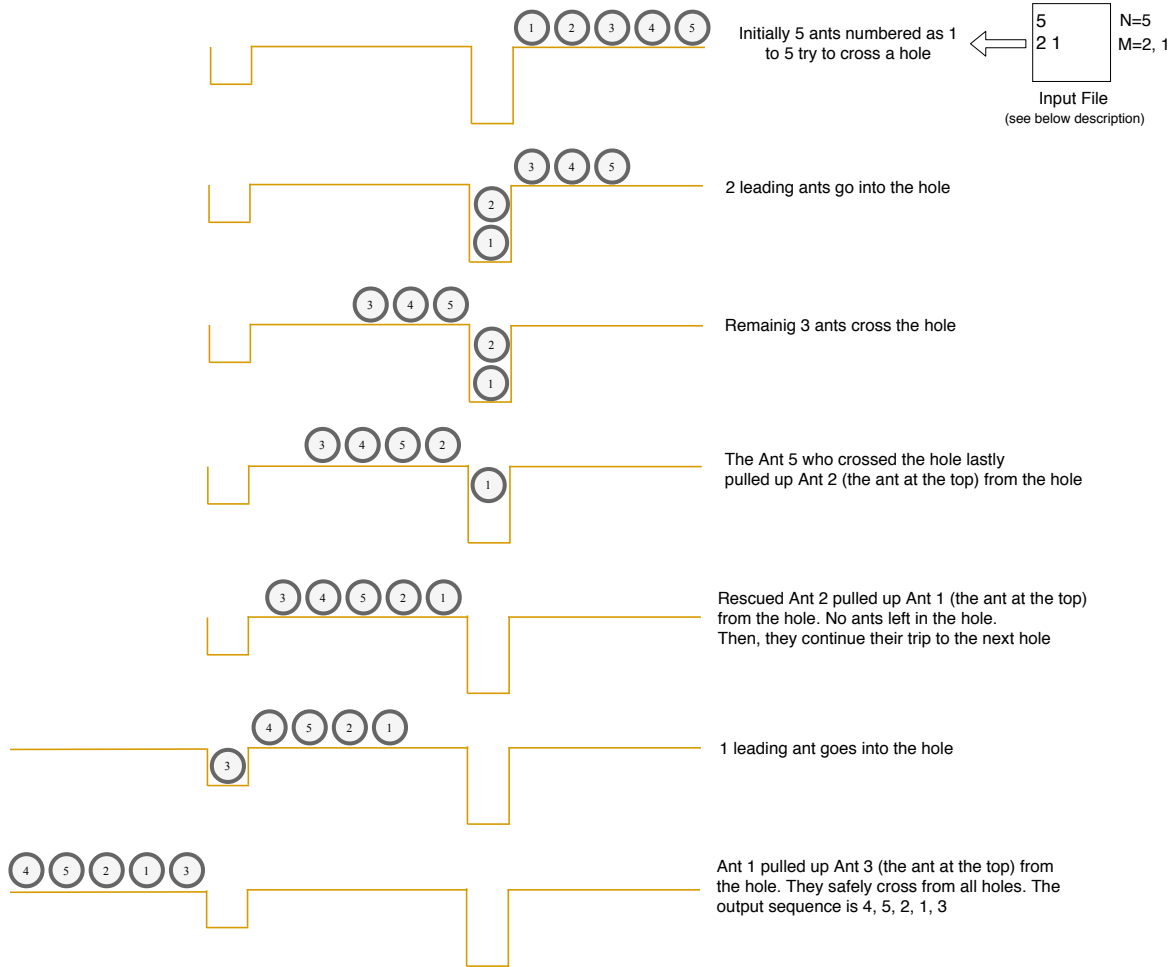 1 2 3 4 5
Initially 5 ants numbered as 1
to 5 try to cross a hole
5
2 1
N=5
M=2, 1
Input File
(see below description)
3 4 5
2
1
2 leading ants go into the hole
3 4 5
2
1
Remainig 3 ants cross the hole
3 4 5 2
1
The Ant 5 who crossed the hole lastly
pulled up Ant 2 (the ant at the top) from the hole
3 4 5 2 1
Rescued Ant 2 pulled up Ant 1 (the ant at the top)
from the hole. No ants left in the hole.
Then, they continue their trip to the next hole
4 5 2 1
3
1 leading ant goes into the hole
4 5 2 1 3
Ant 1 pulled up Ant 3 (the ant at the top) from
the hole. They safely cross from all holes. The
output sequence is 4, 5, 2, 1, 3